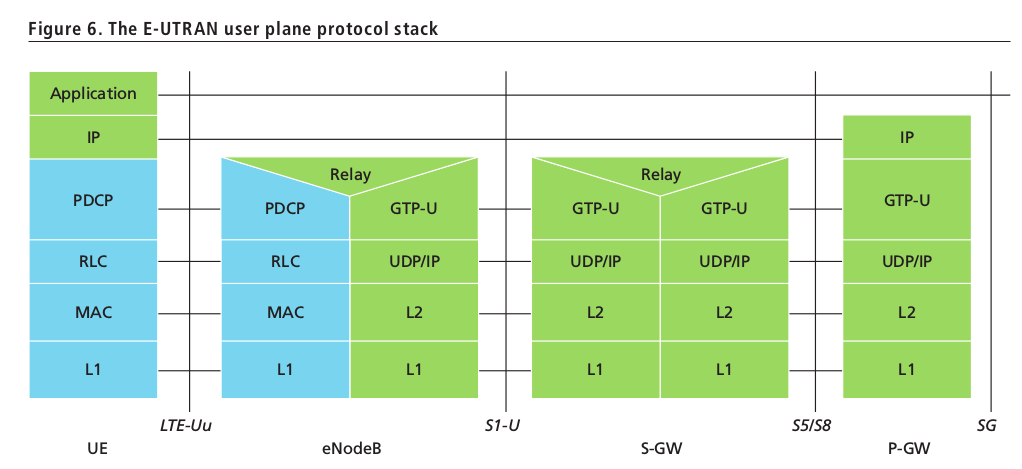 Figure 6. The E-UTRAN user plane protocol stack
Application
IP
IP
Relay
Relay
PDCP
PDCP
GTP-U
GTP-U
GTP-U
GTP-U
RLC
RLC
UDP/IP
UDP/IP
UDP/IP
UDP/IP
MAC
MAC
L2
L2
L2
L2
L1
L1
L1
L1
L1
L1
LTE-Uu
S1-U
S5/S8
SG
UE
eNodeB
S-GW
P-GW